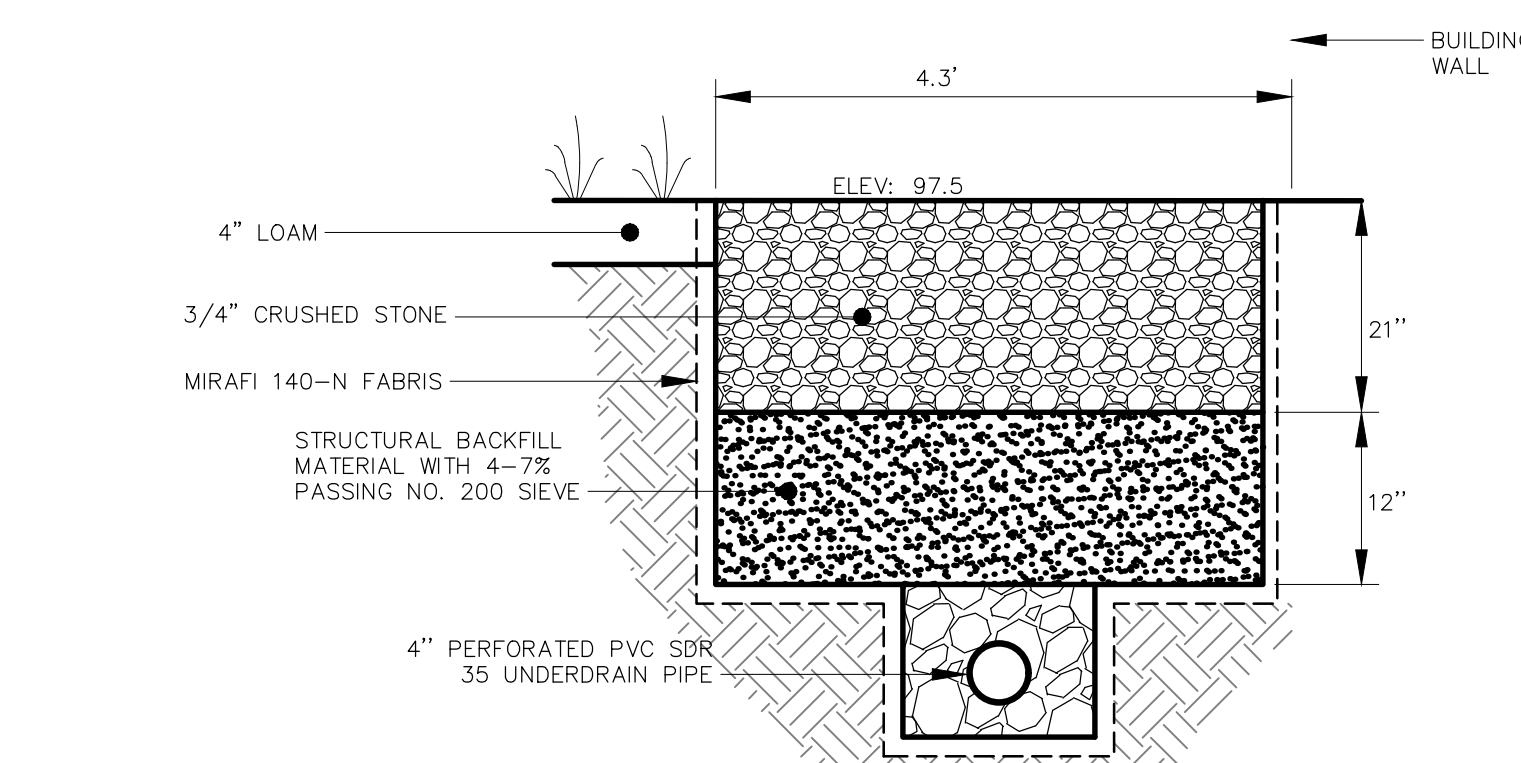 BUILDING
WALL
4.3'
ELEV: 97.5
4" LOAM
3/4" CRUSHED STONE
21"
MIRAFI 140-N FABRIS
STRUCTURAL BACKFILL
MATERIAL WITH 4-7%
PASSING NO. 200 SIEVE
12"
4" PERFORATED PVC SDR
35 UNDERDRAIN PIPE